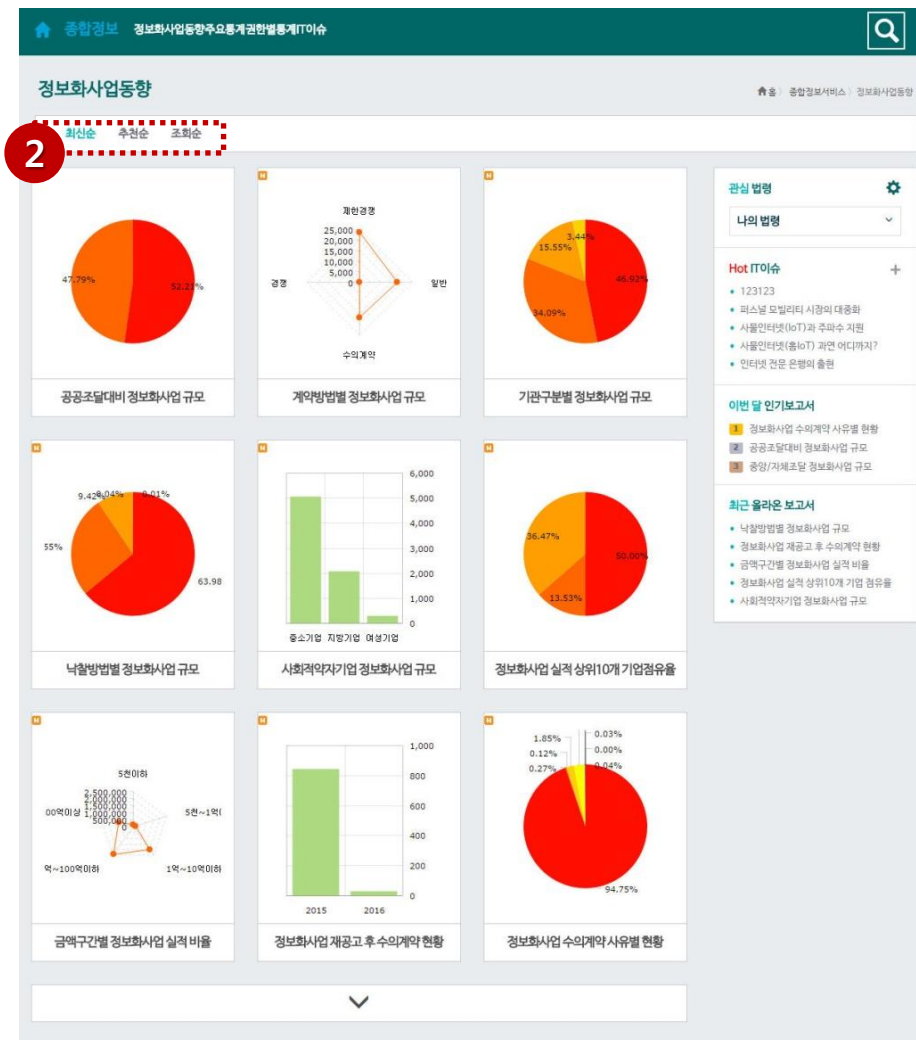 종합정보 정보화사업동향주요통계권한별통계IT이슈
정보화사업동향
홈 〉 종합정보서비스 〉 정보화사업동향
2
최신순 추천순 조회순
N
47.79%
52.21%
공공조달대비 정보화사업 규모
N
제한경쟁
25,000
20,000
15,000
10,000
5,000
0
경쟁
일반
수의계약
계약방법별 정보화사업 규모
N
3.44%
15.55%
46.92%
34.09%
기관구분별 정보화사업 규모
N
9.42%
0.04%
0.01%
55%
63.98
낙찰방법별 정보화사업 규모
N
6,000
5,000
4,000
3,000
2,000
1,000
0
중소기업 지방기업 여성기업
사회적약자기업 정보화사업 규모
N
36.47%
50.00%
13.53%
정보화사업 실적 상위10개 기업점유율
N
5천이하
2,500,000
2,000,000
1,500,000
00억이상 1,000,000
500,000
0
5천~1억(
억~100억이하
1억~10억이하
금액구간별 정보화사업 실적 비율
N
1,000
800
600
400
200
0
2015 2016
정보화사업 재공고 후 수의계약 현황
N
1.85%
0.12%
0.27%
0.03%
0.00%
0.04%
94.75%
정보화사업 수의계약 사유별 현황
관심 법령
나의 법령
Hot IT이슈 +
123123
퍼스널 모빌리티 시장의 대중화
사물인터넷(IoT)과 주파수 지원
사물인터넷(홈IoT) 과연 어디까지?
인터넷 전문 은행의 출현
이번 달 인기보고서
1 정보화사업 수의계약 사유별 현황
2 공공조달대비 정보화사업 규모
3 중앙/자체조달 정보화사업 규모
최근 올라온 보고서
낙찰방법별 정보화사업 규모
정보화사업 재공고 후 수의계약 현황
금액구간별 정보화사업 실적 비율
정보화사업 실적 상위10개 기업 점유율
사회적약자기업 정보화사업 규모